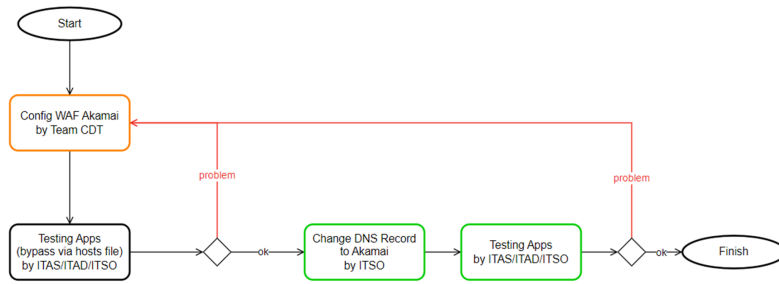 Start
Config WAF Akamai
by Team CDT
problem
problem
Testing Apps
(bypass via hosts file)
by ITAS/ITAD/ITSO
ok
Change DNS Record
to Akamai
by ITSO
Testing Apps
by ITAS/ITAD/ITSO
ok
Finish